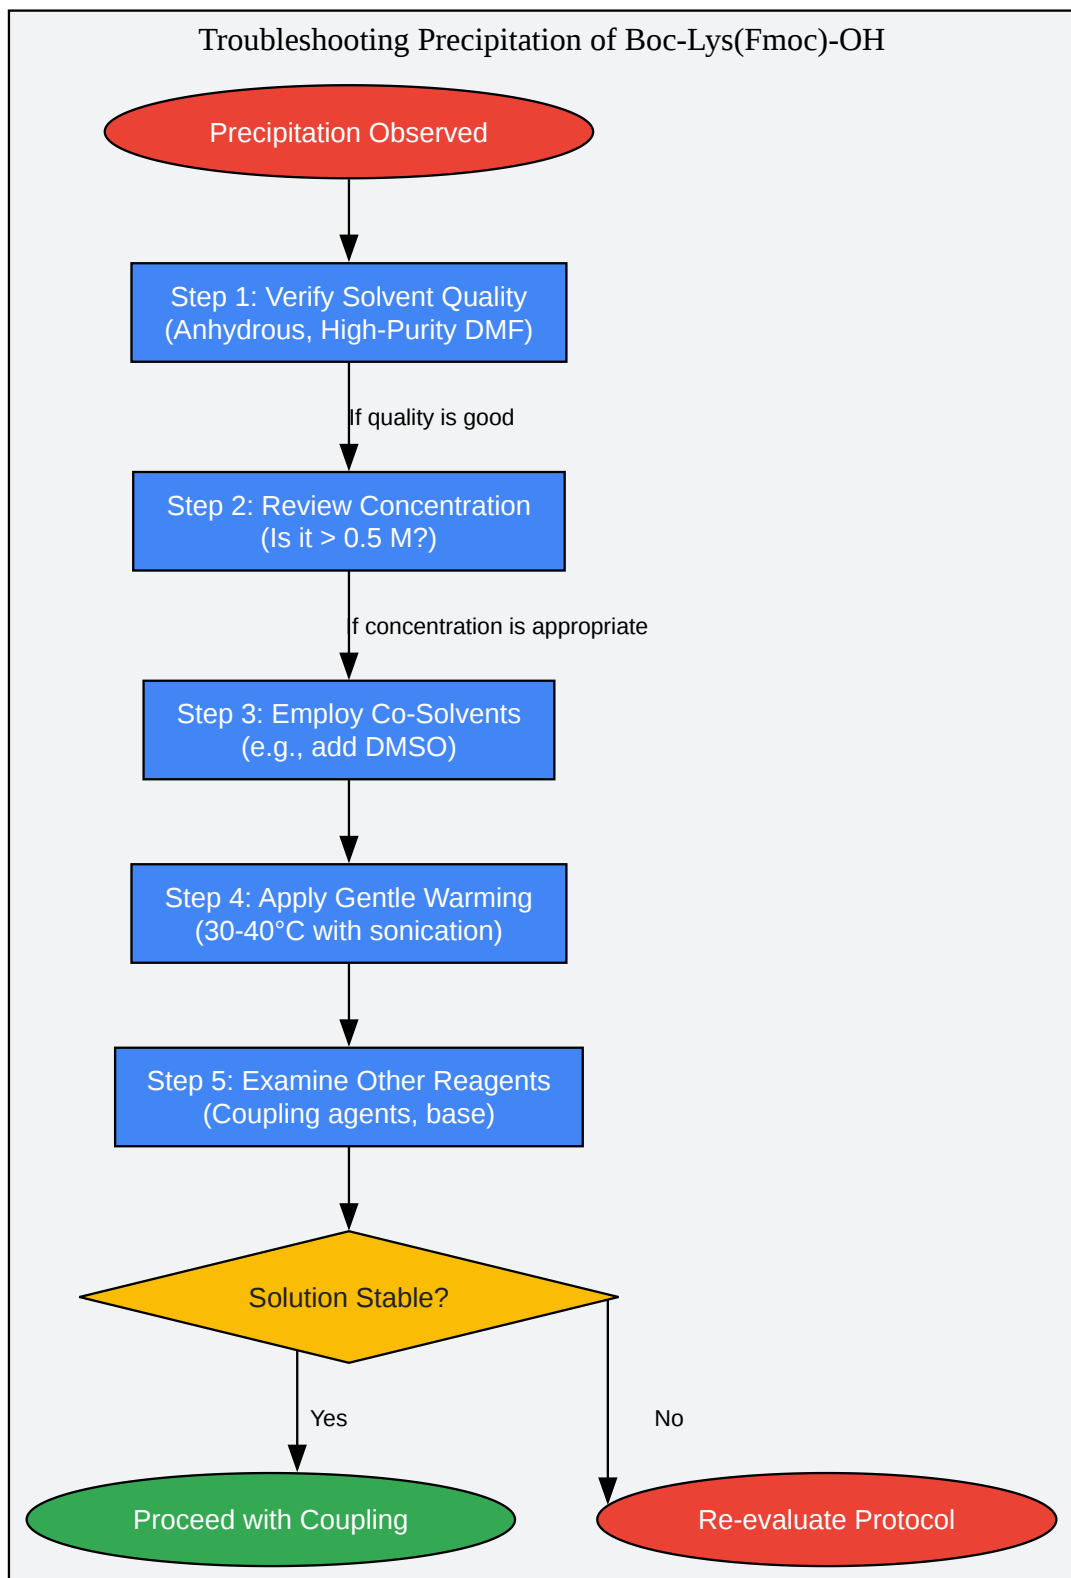 Troubleshooting Precipitation of Boc-Lys(Fmoc)-OH
Precipitation Observed
Step 1: Verify Solvent Quality
(Anhydrous, High-Purity DMF)
If quality is good
Step 2: Review Concentration
(Is it > 0.5 M?)
If concentration is appropriate
Step 3: Employ Co-Solvents
(e.g., add DMSO)
Step 4: Apply Gentle Warming
(30-40°C with sonication)
Step 5: Examine Other Reagents
(Coupling agents, base)
Solution Stable?
Yes
No
Proceed with Coupling
Re-evaluate Protocol